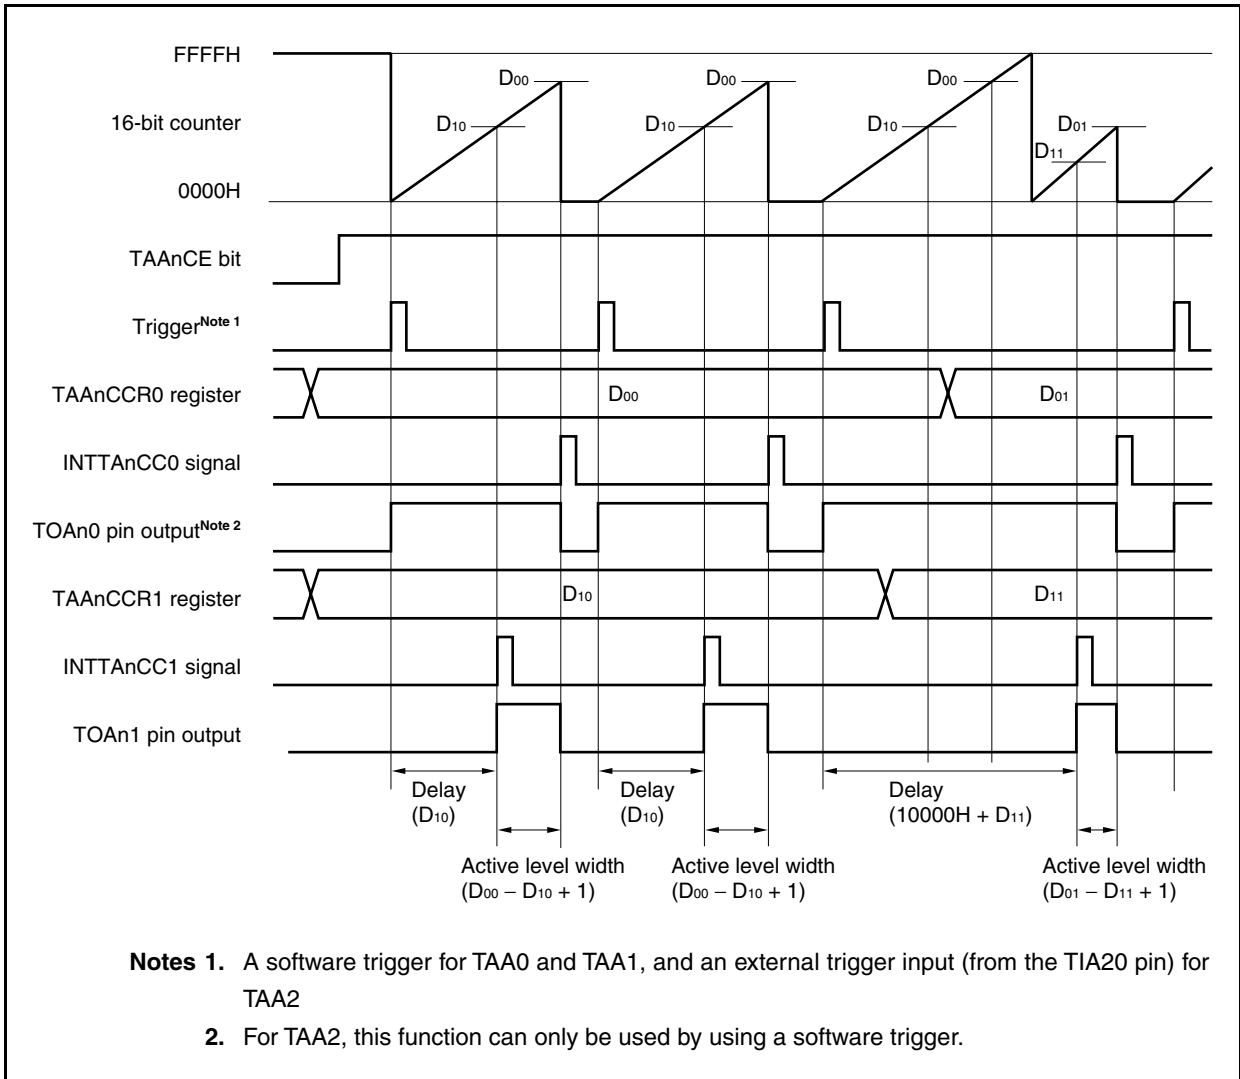 FFFFH
D00
D00
D00
16-bit counter
D10
D10
D10
D01
D11
0000H
TAAnCE bit
TriggerNote 1
TAAnCCR0 register
D00
D01
INTTAnCC0 signal
TOAn0 pin outputNote 2
TAAnCCR1 register
D10
D11
INTTAnCC1 signal
TOAn1 pin output
Delay
(D10)
Delay
(D10)
Delay
(10000H + D11)
Active level width
(D00 − D10 + 1)
Active level width
(D00 − D10 + 1)
Active level width
(D01 − D11 + 1)
Notes 1. A software trigger for TAA0 and TAA1, and an external trigger input (from the TIA20 pin) for
TAA2
2. For TAA2, this function can only be used by using a software trigger.